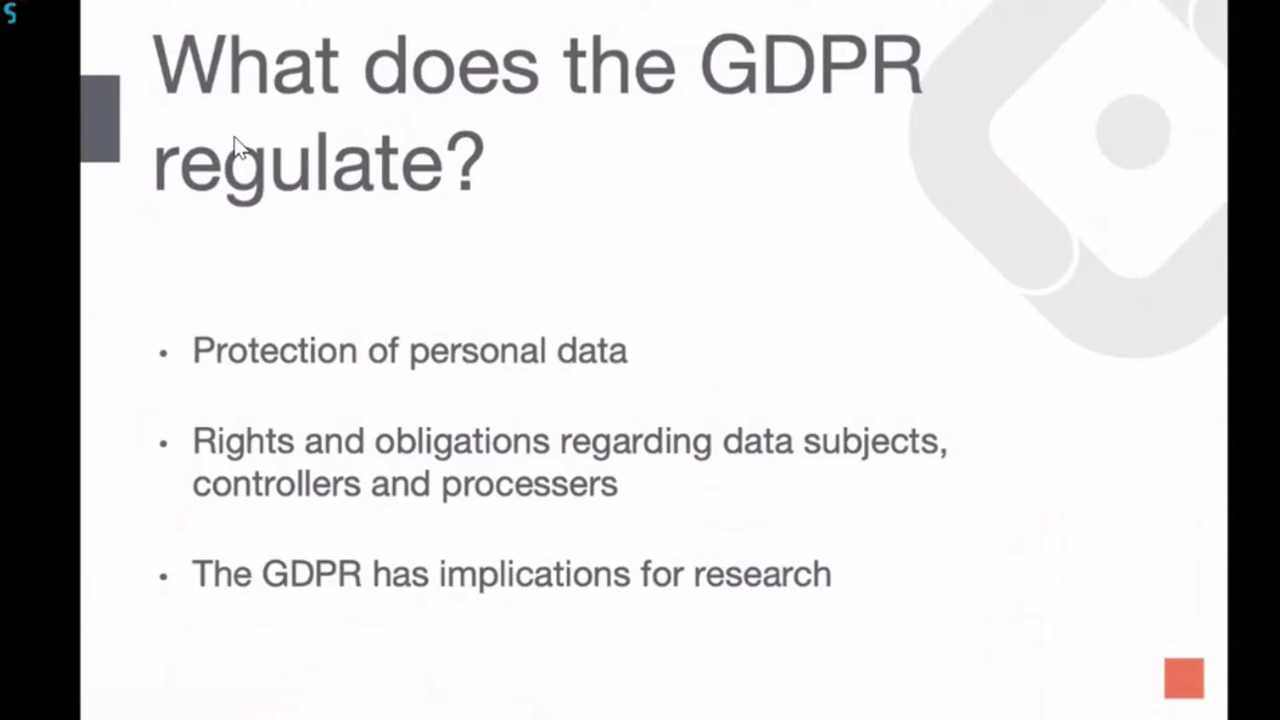 S
What does the GDPR
regulate?
• Protection of personal data
• Rights and obligations regarding data subjects,
controllers and processers
• The GDPR has implications for research